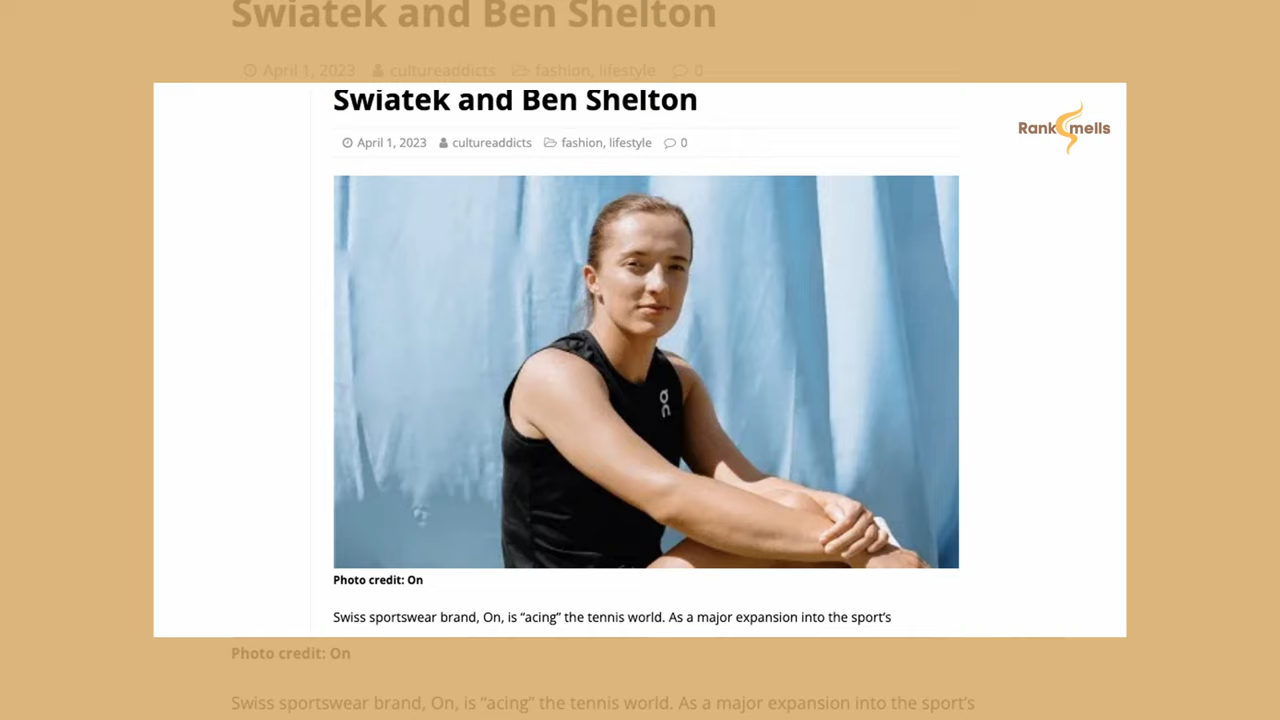 Swiatek and Ben Shelton
April 1, 2023 cultureaddicts fashion, lifestyle 0
Swiatek and Ben Shelton
RankSmells
April 1, 2023 cultureaddicts fashion, lifestyle 0
on
Photo credit: On
Swiss sportswear brand, On, is “acing” the tennis world. As a major expansion into the sport’s
Photo credit: On
Swiss sportswear brand, On, is “acing” the tennis world. As a major expansion into the sport’s